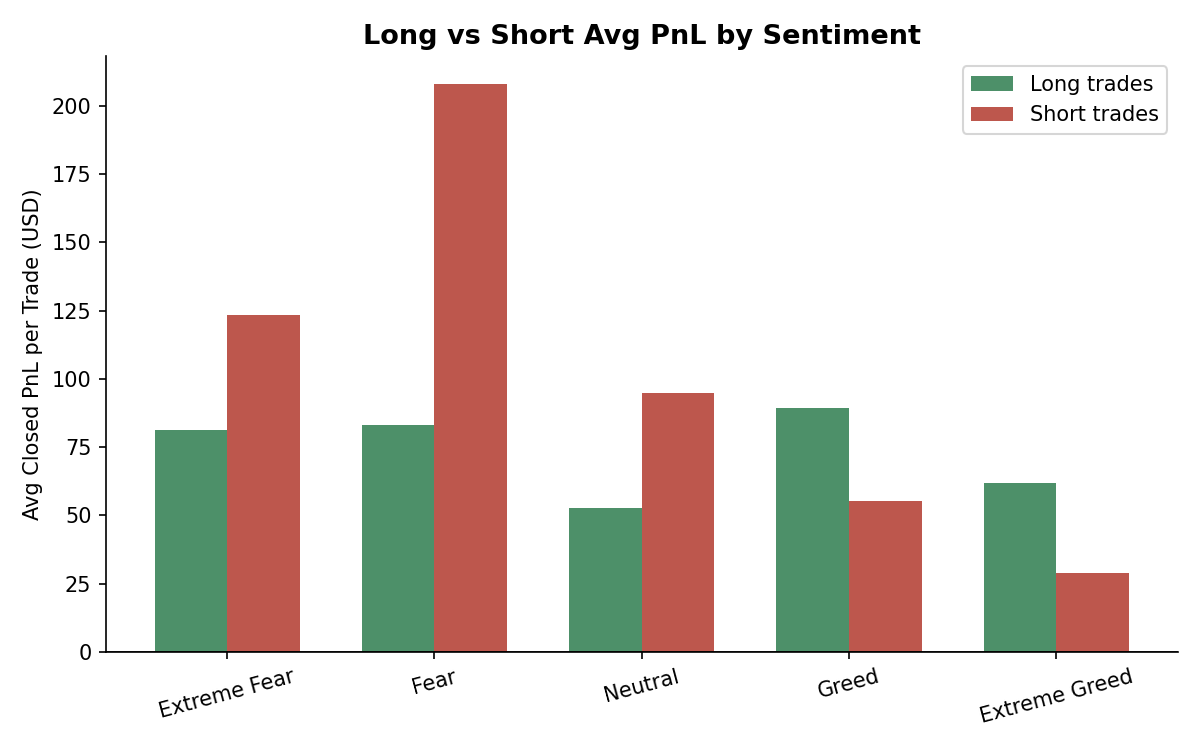 Long vs Short Avg PnL by Sentiment
Long trades
Short trades
Avg Closed PnL per Trade (USD)
200
175
150
125
100
75
50
25
0
Extreme Fear
Fear
Neutral
Greed
Extreme Greed